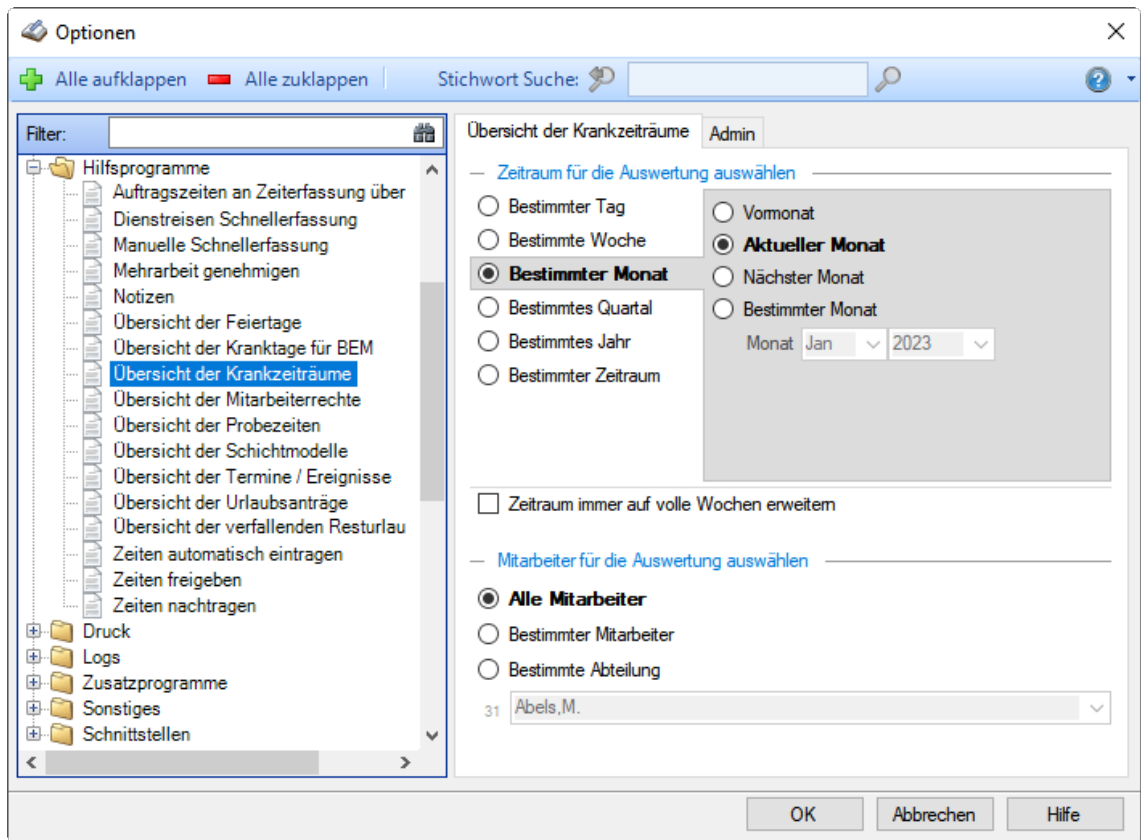 Optionen
Alle aufklappen Alle zuklappen Stichwort Suche:
Filter:
Hilfsprogramme
Auftragszeiten an Zeiterfassung über
Dienstreisen Schnellerfassung
Manuelle Schnellerfassung
Mehrarbeit genehmigen
Notizen
Übersicht der Feiertage
Übersicht der Kranktage für BEM
Übersicht der Krankzeiträume
Übersicht der Mitarbeiterrechte
Übersicht der Probezeiten
Übersicht der Schichtmodelle
Übersicht der Termine / Ereignisse
Übersicht der Urlaubsanträge
Übersicht der verfallenden Resturlau
Zeiten automatisch eintragen
Zeiten freigeben
Zeiten nachtragen
Druck
Logs
Zusatzprogramme
Sonstiges
Schnittstellen
Übersicht der Krankzeiträume Admin
Zeitraum für die Auswertung auswählen
Bestimmter Tag
Bestimmte Woche
Bestimmter Monat
Bestimmtes Quartal
Bestimmtes Jahr
Bestimmter Zeitraum
Vormonat
Aktueller Monat
Nächster Monat
Bestimmter Monat
Monat Jan 2023
Zeitraum immer auf volle Wochen erweitern
Mitarbeiter für die Auswertung auswählen
Alle Mitarbeiter
Bestimmter Mitarbeiter
Bestimmte Abteilung
31 Abels,M.
OK Abbrechen Hilfe